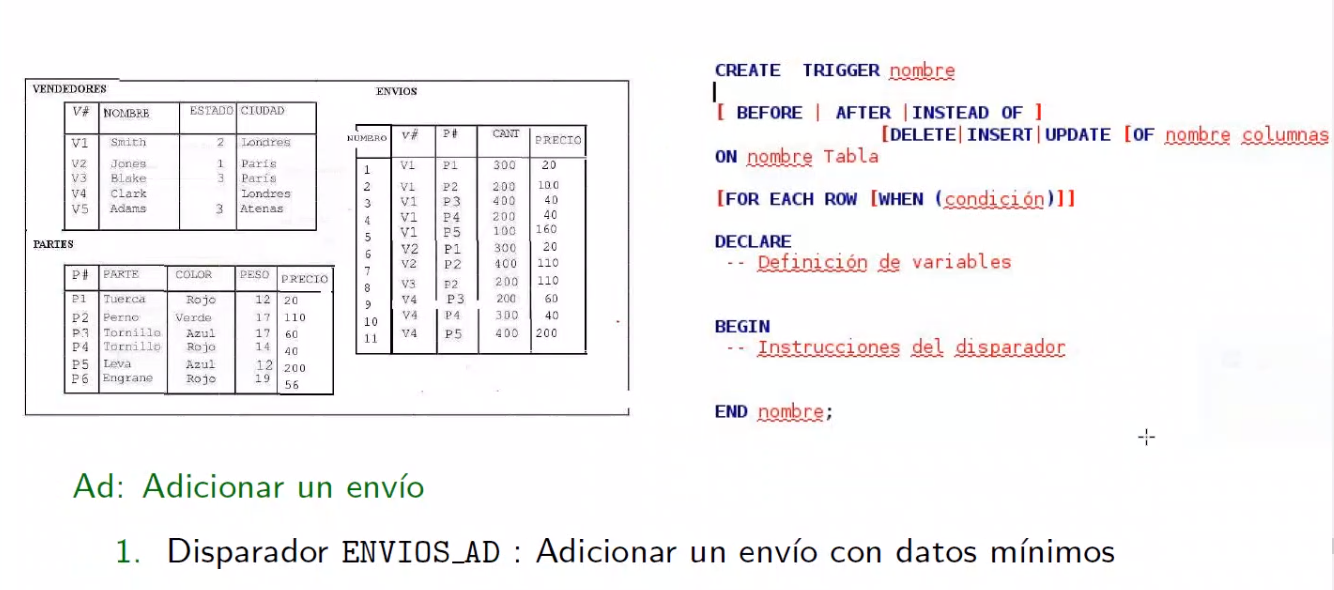 VENDEDORES
V# NOMBRE ESTADO CIUDAD
V1 Smith 2 Londres
V2 Jones 1 París
V3 Blake 3 París
V4 Clark Londres
V5 Adams 3 Atenas
PARTES
P# PARTE COLOR PESO PRECIO
P1 Tuerca Rojo 12 20
P2 Perno Verde 17 110
P3 Tornillo Azul 17 60
P4 Tornillo Rojo 14 40
P5 Leva Azul 12 200
P6 Engrane Rojo 19 56
ENVIOS
NUMERO V# P# CANT PRECIO
1 V1 P1 300 20
2 V1 P2 200 100
3 V1 P3 400 40
4 V1 P4 200 40
5 V1 P5 100 160
6 V2 P1 300 20
7 V2 P2 400 110
8 V3 P2 200 110
9 V4 P3 200 60
10 V4 P4 300 40
11 V4 P5 400 200
CREATE TRIGGER nombre
[ BEFORE | AFTER |INSTEAD OF ]
[DELETE|INSERT|UPDATE [OF nombre columnas
ON nombre Tabla
[FOR EACH ROW [WHEN (condición)]]
DECLARE
-- Definición de variables
BEGIN
-- Instrucciones del disparador
END nombre;
Ad: Adicionar un envío
1. Disparador ENVIOS_AD : Adicionar un envío con datos mínimos